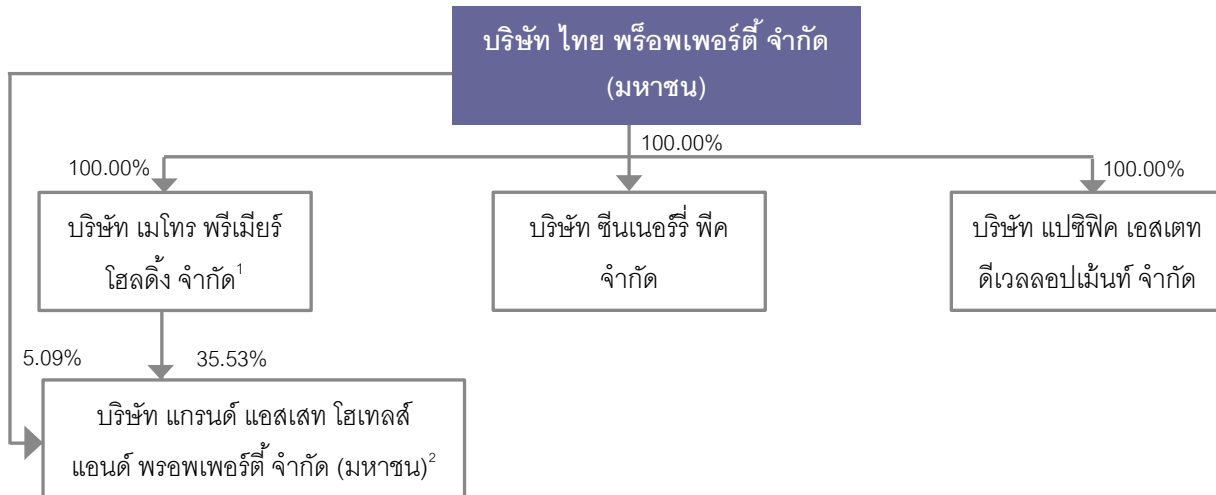 บริษัท ไทย พร็อพเพอร์ตี้ จำกัด
(มหาชน)
100.00%
100.00%
100.00%
บริษัท เมโทร พรีเมียร์
โฮลดิ้ง จำกัด¹
บริษัท ซีนเนอร์รี่ พีค
จำกัด
บริษัท แปซิฟิค เอสเตท
ดีเวลลอปเม้นท์ จำกัด
5.09%
35.53%
บริษัท แกรนด์ แอสเสท โฮเทลส์
แอนด์ พรอพเพอร์ตี้ จำกัด (มหาชน)²